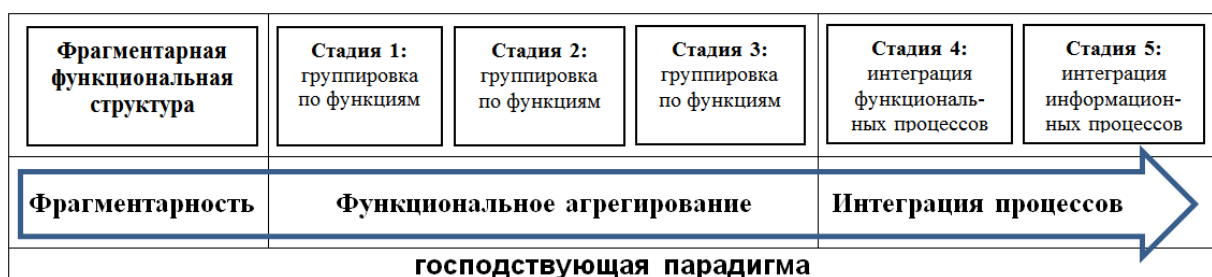 Фрагментарная
функциональная
структура
Стадия 1:
группировка
по функциям
Стадия 2:
группировка
по функциям
Стадия 3:
группировка
по функциям
Стадия 4:
интеграция
функциональ-
ных процессов
Стадия 5:
интеграция
информацион-
ных процессов
Фрагментарность
Функциональное агрегирование
Интеграция процессов
господствующая парадигма